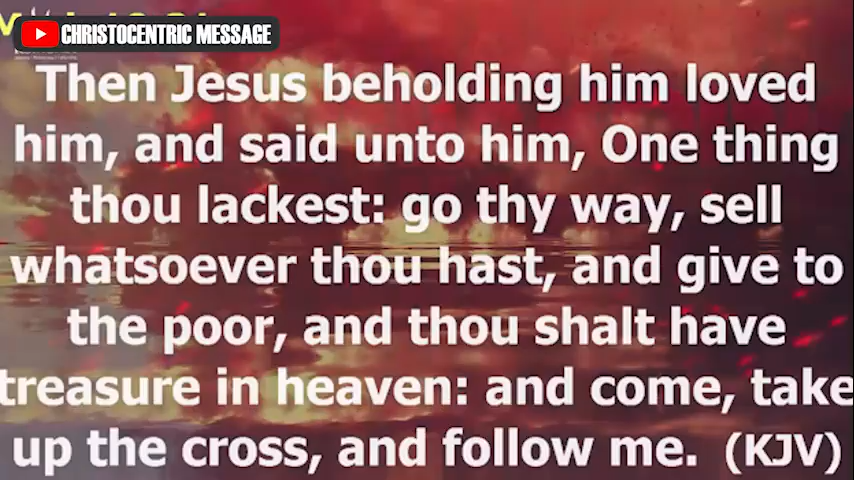 CHRISTOCENTRIC MESSAGE
Then Jesus beholding him loved
him, and said unto him, One thing
thou lackest: go thy way, sell
whatsoever thou hast, and give to
the poor, and thou shalt have
treasure in heaven: and come, take
up the cross, and follow me. (KJV)